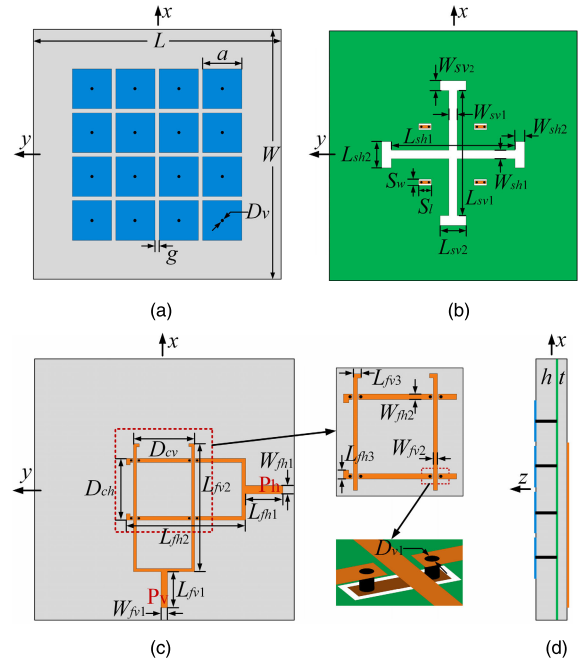 x
L
a
y
W
Dv
g
(a)
x
Wsv2
Wsv1
Lsh1
Wsh2
y
Lsh2
Wsh1
Sw
Sl
Lsv1
Lsv2
(b)
x
y
Dcv
Dch
Lfv2
Wfh1
Ph
Lfh1
Lfh2
Pv
Lfv1
Wfv1
(c)
Lfv3
Wfh2
Wfv2
Lfh3
Dv1
x
h
t
z
(d)